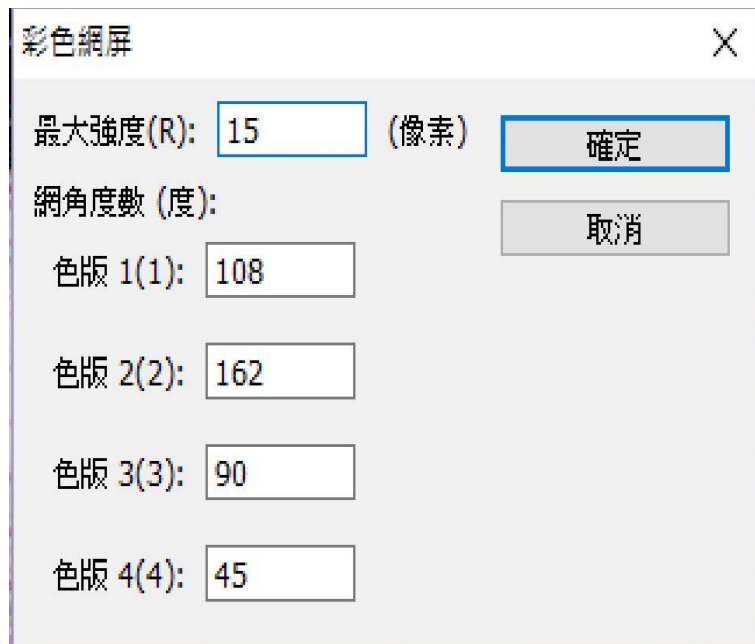 彩色網屏
最大強度(R): 15 (像素)
確定
網角度數 (度):
取消
色版 1(1): 108
色版 2(2): 162
色版 3(3): 90
色版 4(4): 45